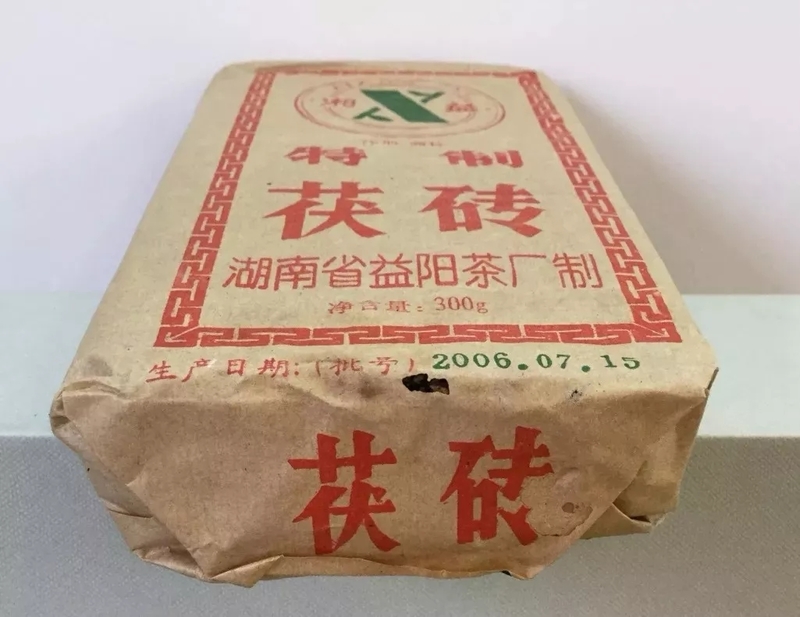 湘 益
特制
茯砖
湖南省益阳茶厂制
净含量：300g
生产日期：（批号）2006.07.15
茯砖